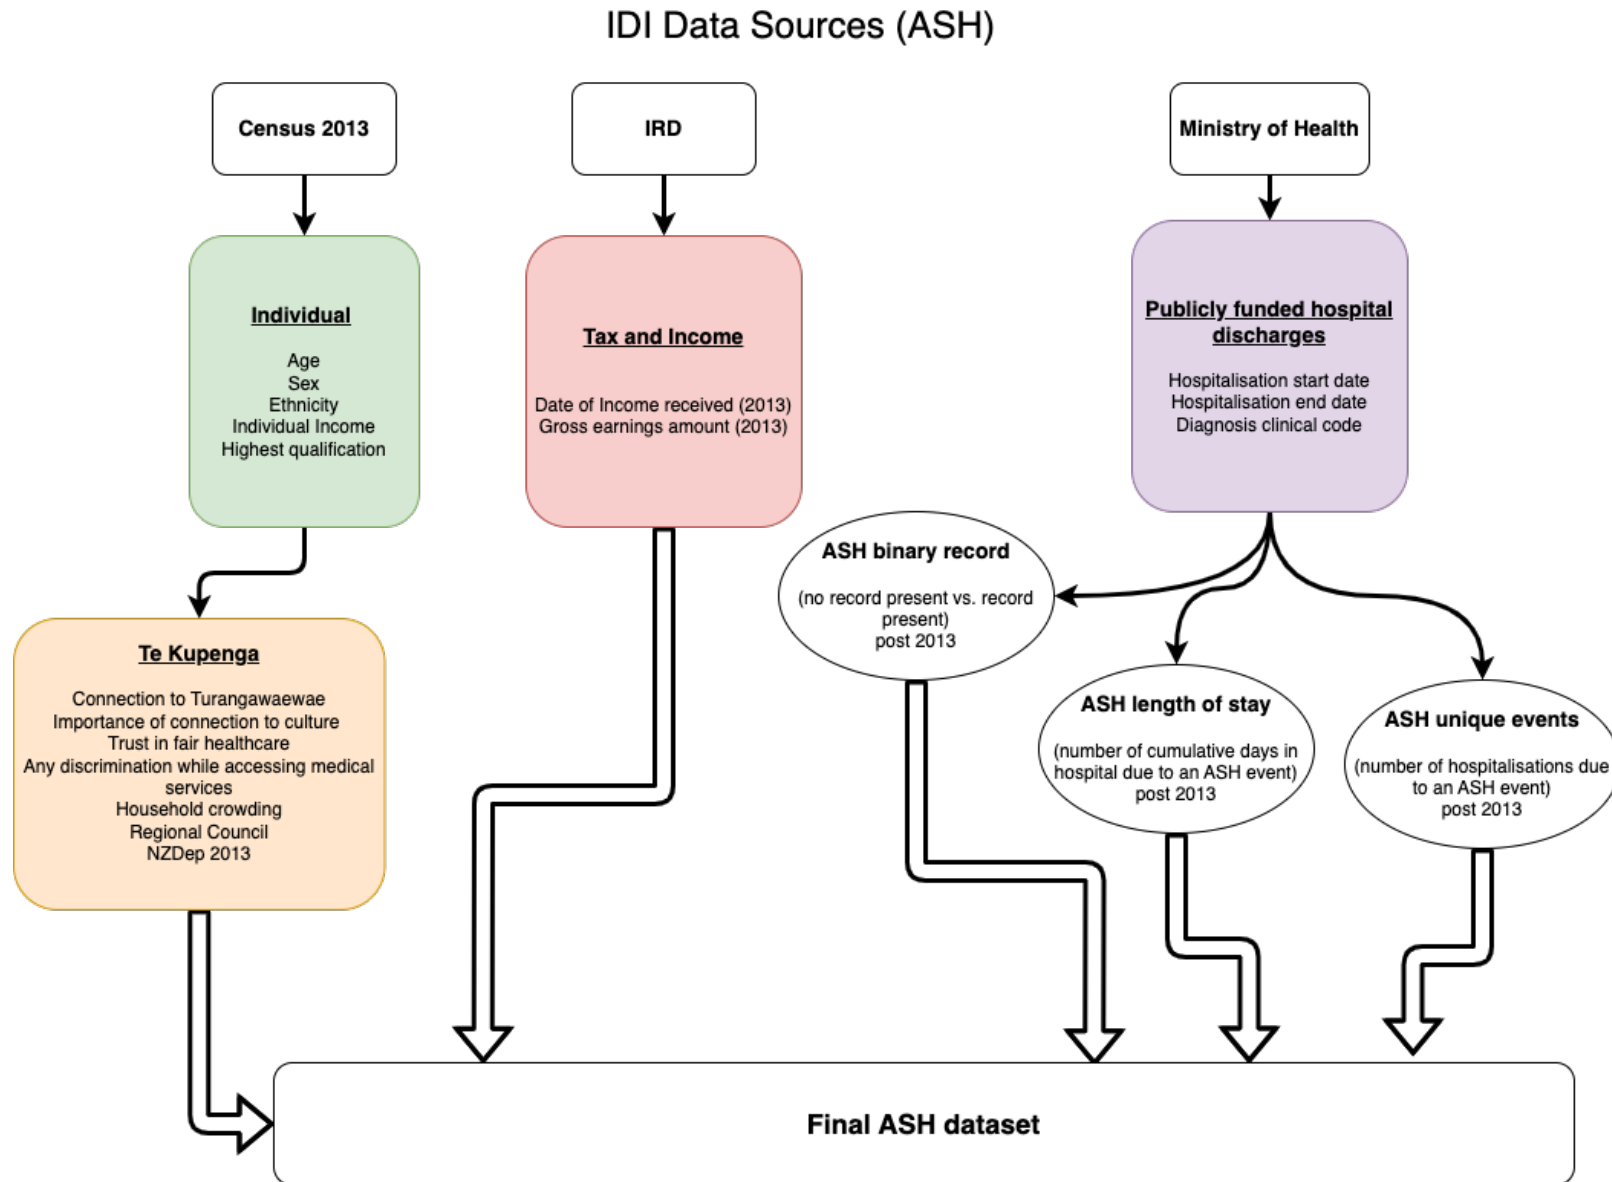 IDI Data Sources (ASH)
Census 2013
IRD
Ministry of Health
Individual
Age
Sex
Ethnicity
Individual Income
Highest qualification
Tax and Income
Date of Income received (2013)
Gross earnings amount (2013)
Publicly funded hospital
discharges
Hospitalisation start date
Hospitalisation end date
Diagnosis clinical code
Te Kupenga
Connection to Turangawaewae
Importance of connection to culture
Trust in fair healthcare
Any discrimination while accessing medical
services
Household crowding
Regional Council
NZDep 2013
ASH binary record
(no record present vs. record
present)
post 2013
ASH length of stay
(number of cumulative days in
hospital due to an ASH event)
post 2013
ASH unique events
(number of hospitalisations due
to an ASH event)
post 2013
Final ASH dataset